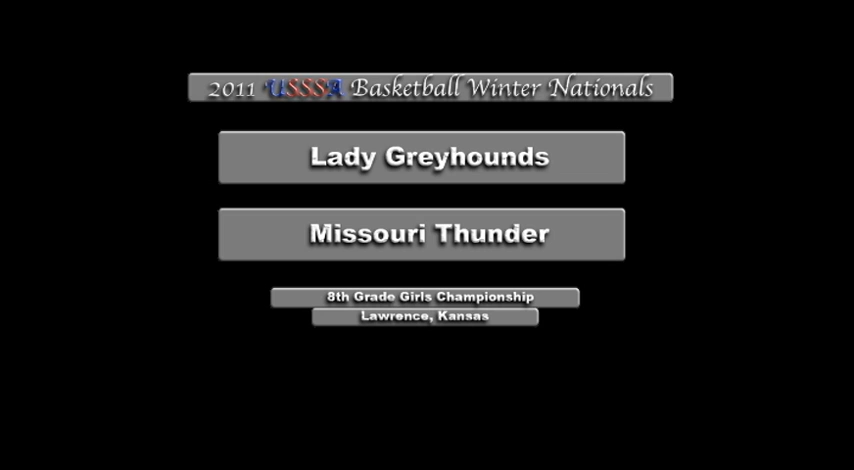 2011 USSSA Basketball Winter Nationals
Lady Greyhounds
Missouri Thunder
8th Grade Girls Championship
Lawrence, Kansas